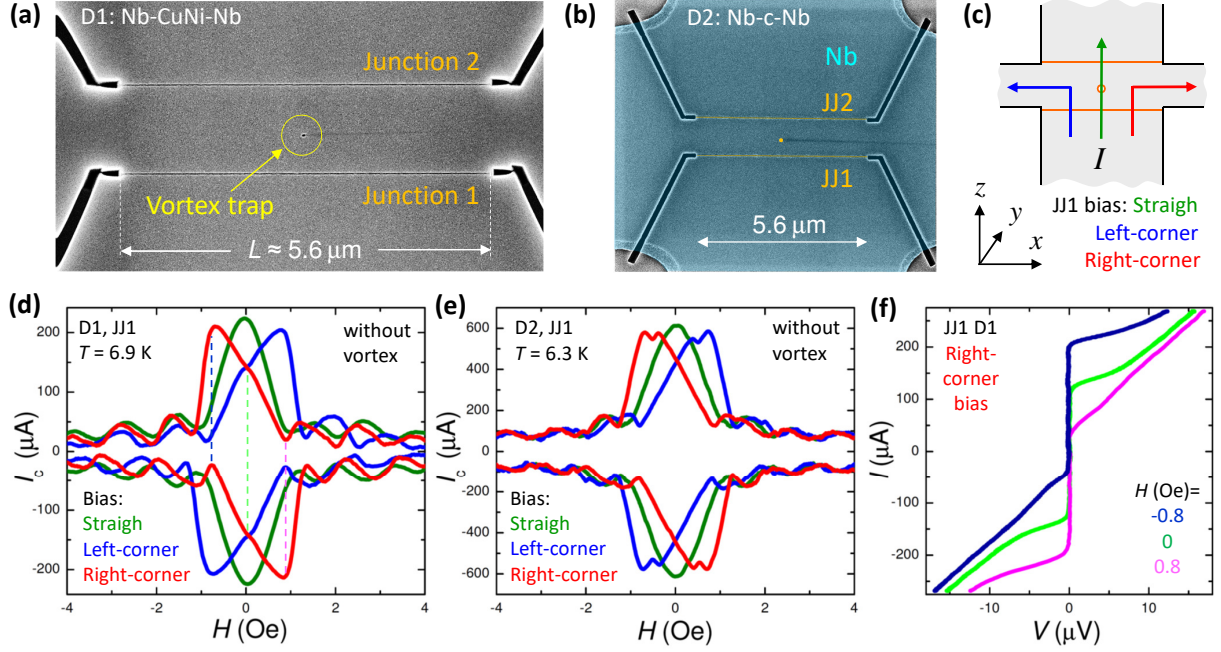 (a)
D1: Nb-CuNi-Nb
Junction 2
Vortex trap
Junction 1
L ≈ 5.6 μm
(b)
D2: Nb-c-Nb
Nb
JJ2
JJ1
5.6 μm
(c)
I
z
y
x
JJ1 bias: Straigh
Left-corner
Right-corner
(d)
D1, JJ1
T = 6.9 K
without
vortex
200
100
0
-100
-200
I_c (μA)
Bias:
Straigh
Left-corner
Right-corner
-4 -2 0 2 4
H (Oe)
(e)
D2, JJ1
T = 6.3 K
without
vortex
600
400
200
0
-200
-400
-600
I_c (μA)
Bias:
Straigh
Left-corner
Right-corner
-4 -2 0 2 4
H (Oe)
(f)
JJ1 D1
Right-
corner
bias
200
100
0
-100
-200
I (μA)
H (Oe)=
-0.8
0
0.8
-10 0 10
V (μV)